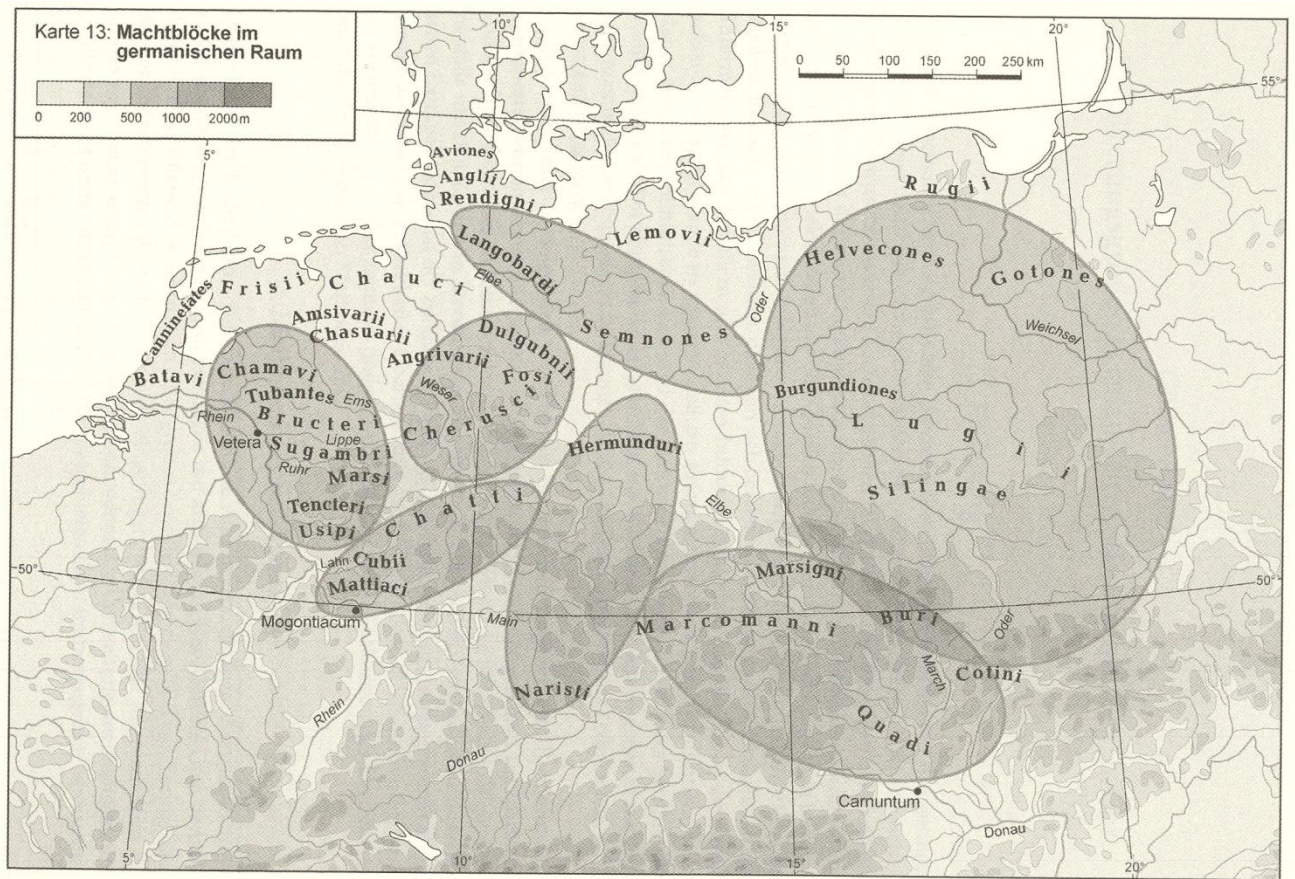 Karte 13: Machtblöcke im
germanischen Raum
0 200 500 1000 2000 m
10°
15°
20°
0 50 100 150 200 250 km
55°
5°
Aviones
Anglii
Reudigni
Rugii
Lemovii
Langobardi
Helvecones
Gotones
Frisii
Chauci
Elbe
Oder
Canninefates
Amsivarii
Chasuarii
Dulgubnii
Semnones
Weichsel
Batavi
Chamavi
Angrivarii
Fosi
Tubantes
Ems
Weser
Burgundiones
Rhein
Bructeri
Cherusci
Lugii
Vetera
Lippe
Sugambri
Hermunduri
Ruhr
Marsi
Silingae
Tencteri
Chatti
Elbe
Usipi
50°
Lahn
Cubii
Marsigni
50°
Mattiaci
Mogontiacum
Main
Marcomanni
Buri
Oder
March
Cotini
Naristi
Rhein
Quadi
Donau
Carnuntum
Donau
5°
10°
15°
20°